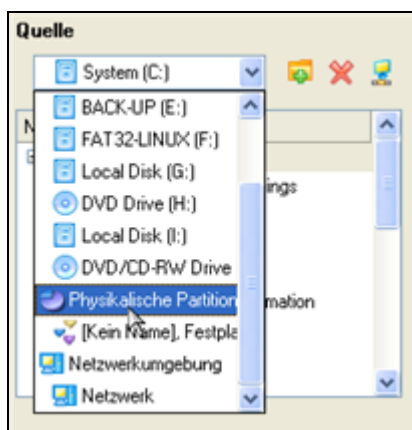 Quelle
System (C:)
N
BACK-UP (E:)
FAT32-LINUX (F:)
Local Disk (G:)
ings
DVD Drive (H:)
Local Disk (I:)
DVD/CD-RW Drive
Physikalische Partition
mation
[Kein Name], Festpla
Netzwerkumgebung
Netzwerk